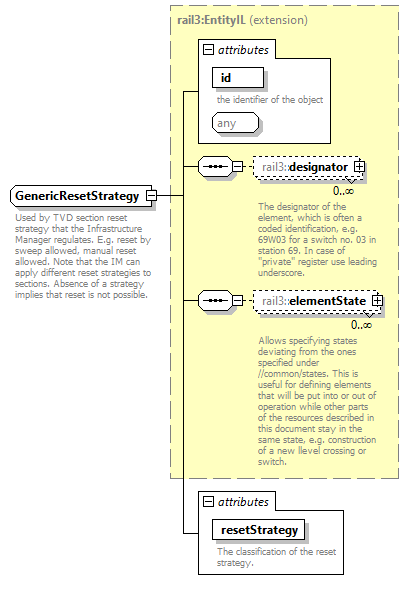 rail3:EntityIL (extension)
attributes
id
the identifier of the object
any
rail3::designator
0..∞
The designator of the
element, which is often a
coded identification, e.g.
69W03 for a switch no. 03 in
station 69. In case of
"private" register use leading
underscore.
GenericResetStrategy
Used by TVD section reset
strategy that the Infrastructure
Manager regulates. E.g. reset by
sweep allowed, manual reset
allowed. Note that the IM can
apply different reset strategies to
sections. Absence of a strategy
implies that reset is not possible.
rail3::elementState
0..∞
Allows specifying states
deviating from the ones
specified under
//common/states. This is
useful for defining elements
that will be put into or out of
operation while other parts
of the resources described in
this document stay in the
same state, e.g. construction
of a new llevel crossing or
switch.
attributes
resetStrategy
The classification of the reset
strategy.